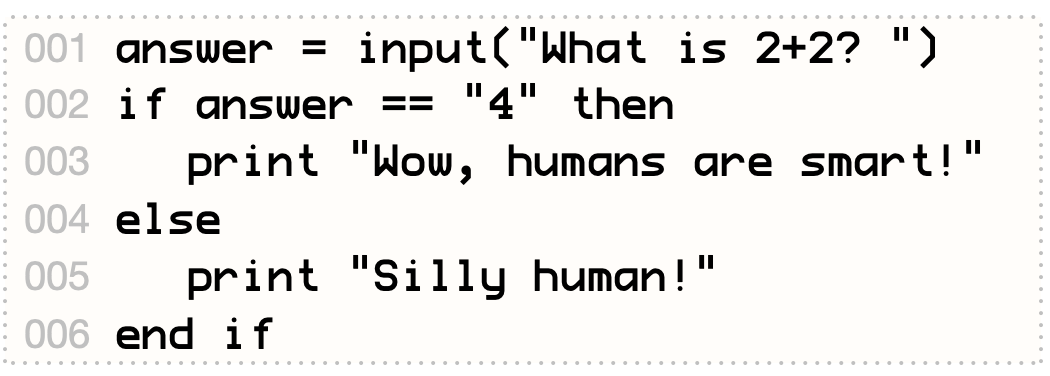 001 answer = input("What is 2+2? ")
002 if answer == "4" then
003    print "Wow, humans are smart!"
004 else
005    print "Silly human!"
006 end if